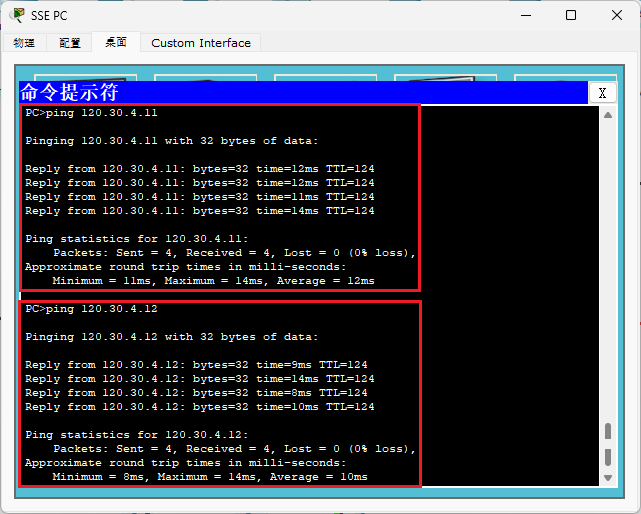 SSE PC
物理 配置 桌面 Custom Interface
命令提示符 X
PC>ping 120.30.4.11
Pinging 120.30.4.11 with 32 bytes of data:
Reply from 120.30.4.11: bytes=32 time=12ms TTL=124
Reply from 120.30.4.11: bytes=32 time=12ms TTL=124
Reply from 120.30.4.11: bytes=32 time=11ms TTL=124
Reply from 120.30.4.11: bytes=32 time=14ms TTL=124
Ping statistics for 120.30.4.11:
Packets: Sent = 4, Received = 4, Lost = 0 (0% loss),
Approximate round trip times in milli-seconds:
Minimum = 11ms, Maximum = 14ms, Average = 12ms
PC>ping 120.30.4.12
Pinging 120.30.4.12 with 32 bytes of data:
Reply from 120.30.4.12: bytes=32 time=9ms TTL=124
Reply from 120.30.4.12: bytes=32 time=14ms TTL=124
Reply from 120.30.4.12: bytes=32 time=8ms TTL=124
Reply from 120.30.4.12: bytes=32 time=10ms TTL=124
Ping statistics for 120.30.4.12:
Packets: Sent = 4, Received = 4, Lost = 0 (0% loss),
Approximate round trip times in milli-seconds:
Minimum = 8ms, Maximum = 14ms, Average = 10ms